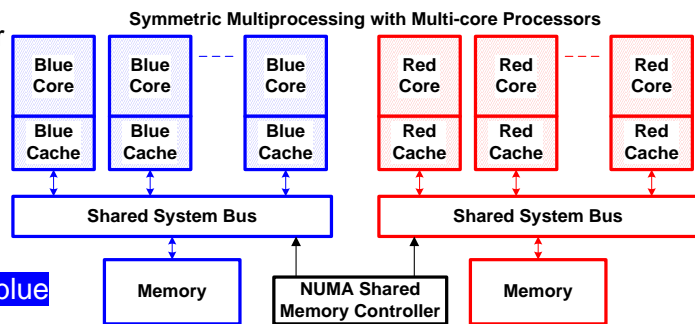 Symmetric Multiprocessing with Multi-core Processors
r
Blue Core
Blue Core
Blue Core
Red Core
Red Core
Red Core
Blue Cache
Blue Cache
Blue Cache
Red Cache
Red Cache
Red Cache
Shared System Bus
Shared System Bus
blue
Memory
NUMA Shared
Memory Controller
Memory